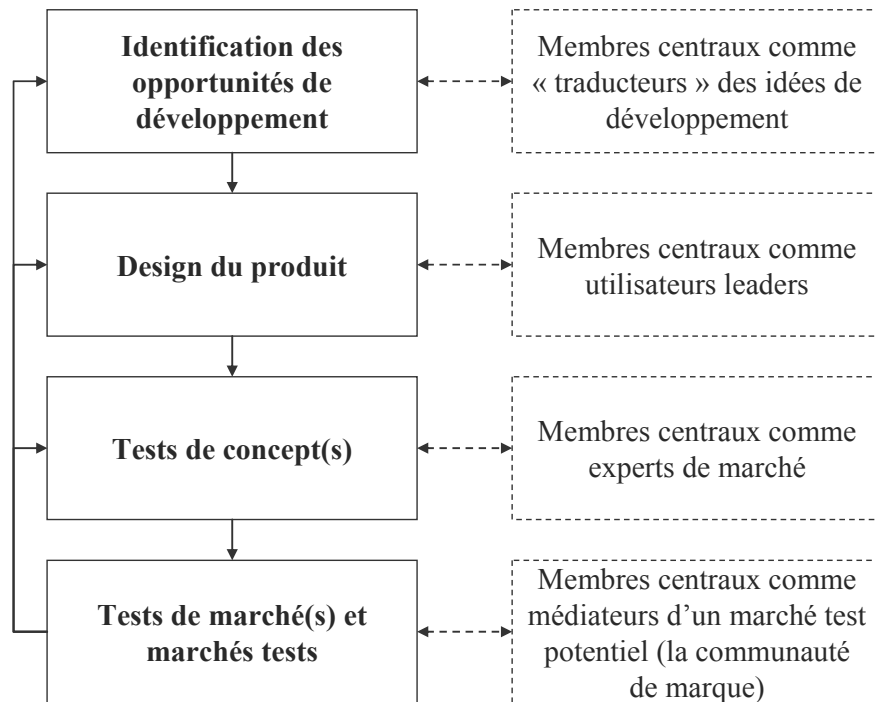 Identification des
opportunités de
développement
Membres centraux comme
« traducteurs » des idées de
développement
Design du produit
Membres centraux comme
utilisateurs leaders
Tests de concept(s)
Membres centraux comme
experts de marché
Tests de marché(s) et
marchés tests
Membres centraux comme
médiateurs d’un marché test
potentiel (la communauté
de marque)